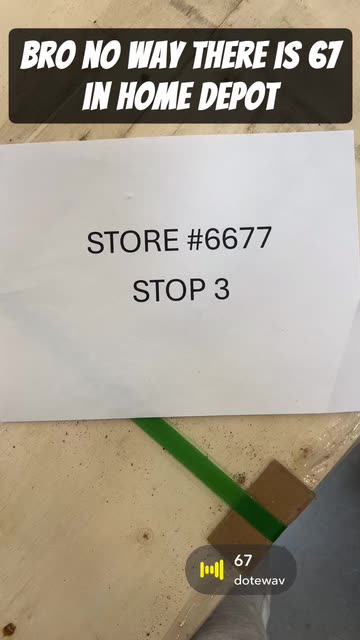 BRO NO WAY THERE IS 67
IN HOME DEPOT
STORE #6677
STOP 3
67
dotewav